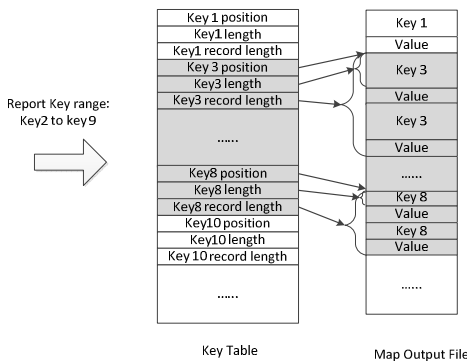 Key 1 position
Key1 length
Key1 record length
Key 3 position
Key3 length
Key3 record length
......
Key8 position
Key8 length
Key8 record length
Key10 position
Key10 length
Key 10 record length
......
Key Table
Report Key range:
Key2 to key 9
Key 1
Value
Key 3
Value
Key 3
Value
......
Key 8
Value
Key 8
Value
......
Map Output File